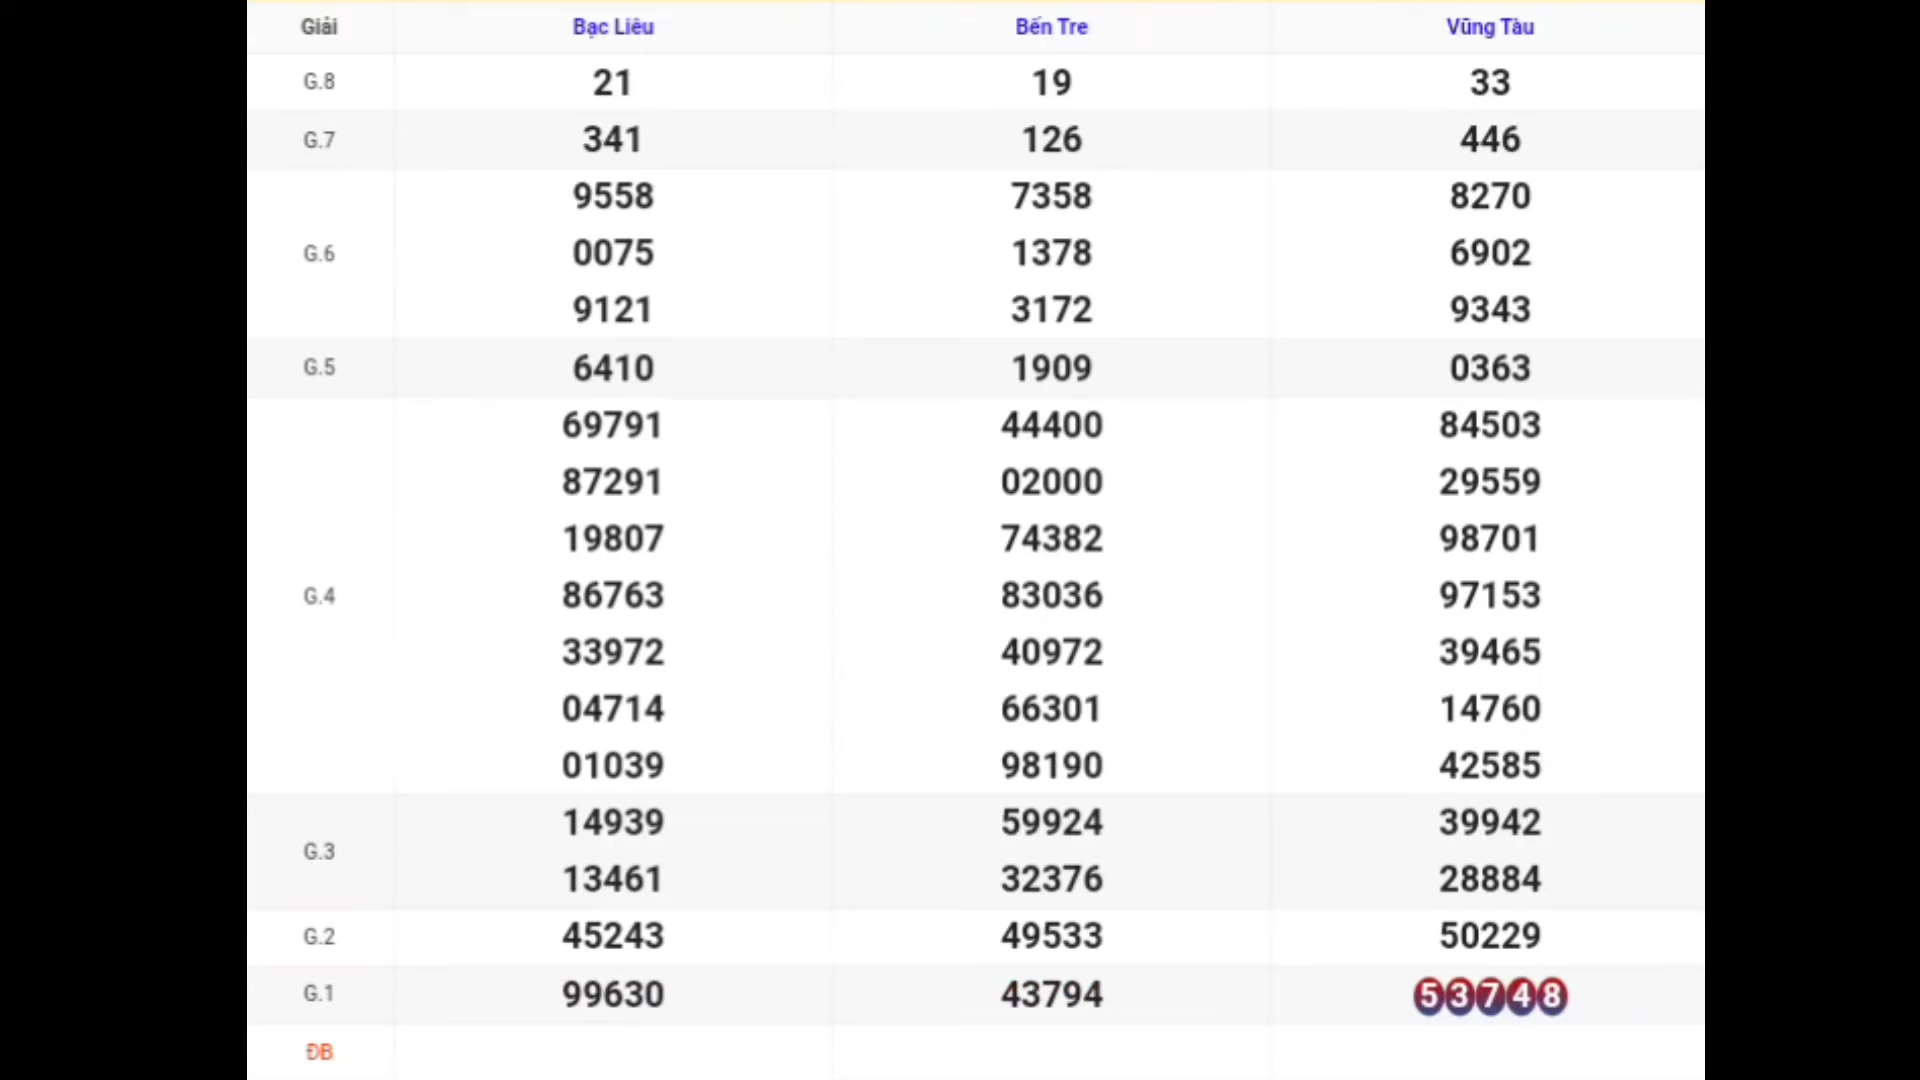 Giải Bạc Liêu Bến Tre Vũng Tàu
G.8 21 19 33
G.7 341 126 446
9558 7358 8270
G.6 0075 1378 6902
9121 3172 9343
G.5 6410 1909 0363
69791 44400 84503
87291 02000 29559
19807 74382 98701
G.4 86763 83036 97153
33972 40972 39465
04714 66301 14760
01039 98190 42585
G.3 14939 59924 39942
13461 32376 28884
G.2 45243 49533 50229
G.1 99630 43794 53748
ĐB